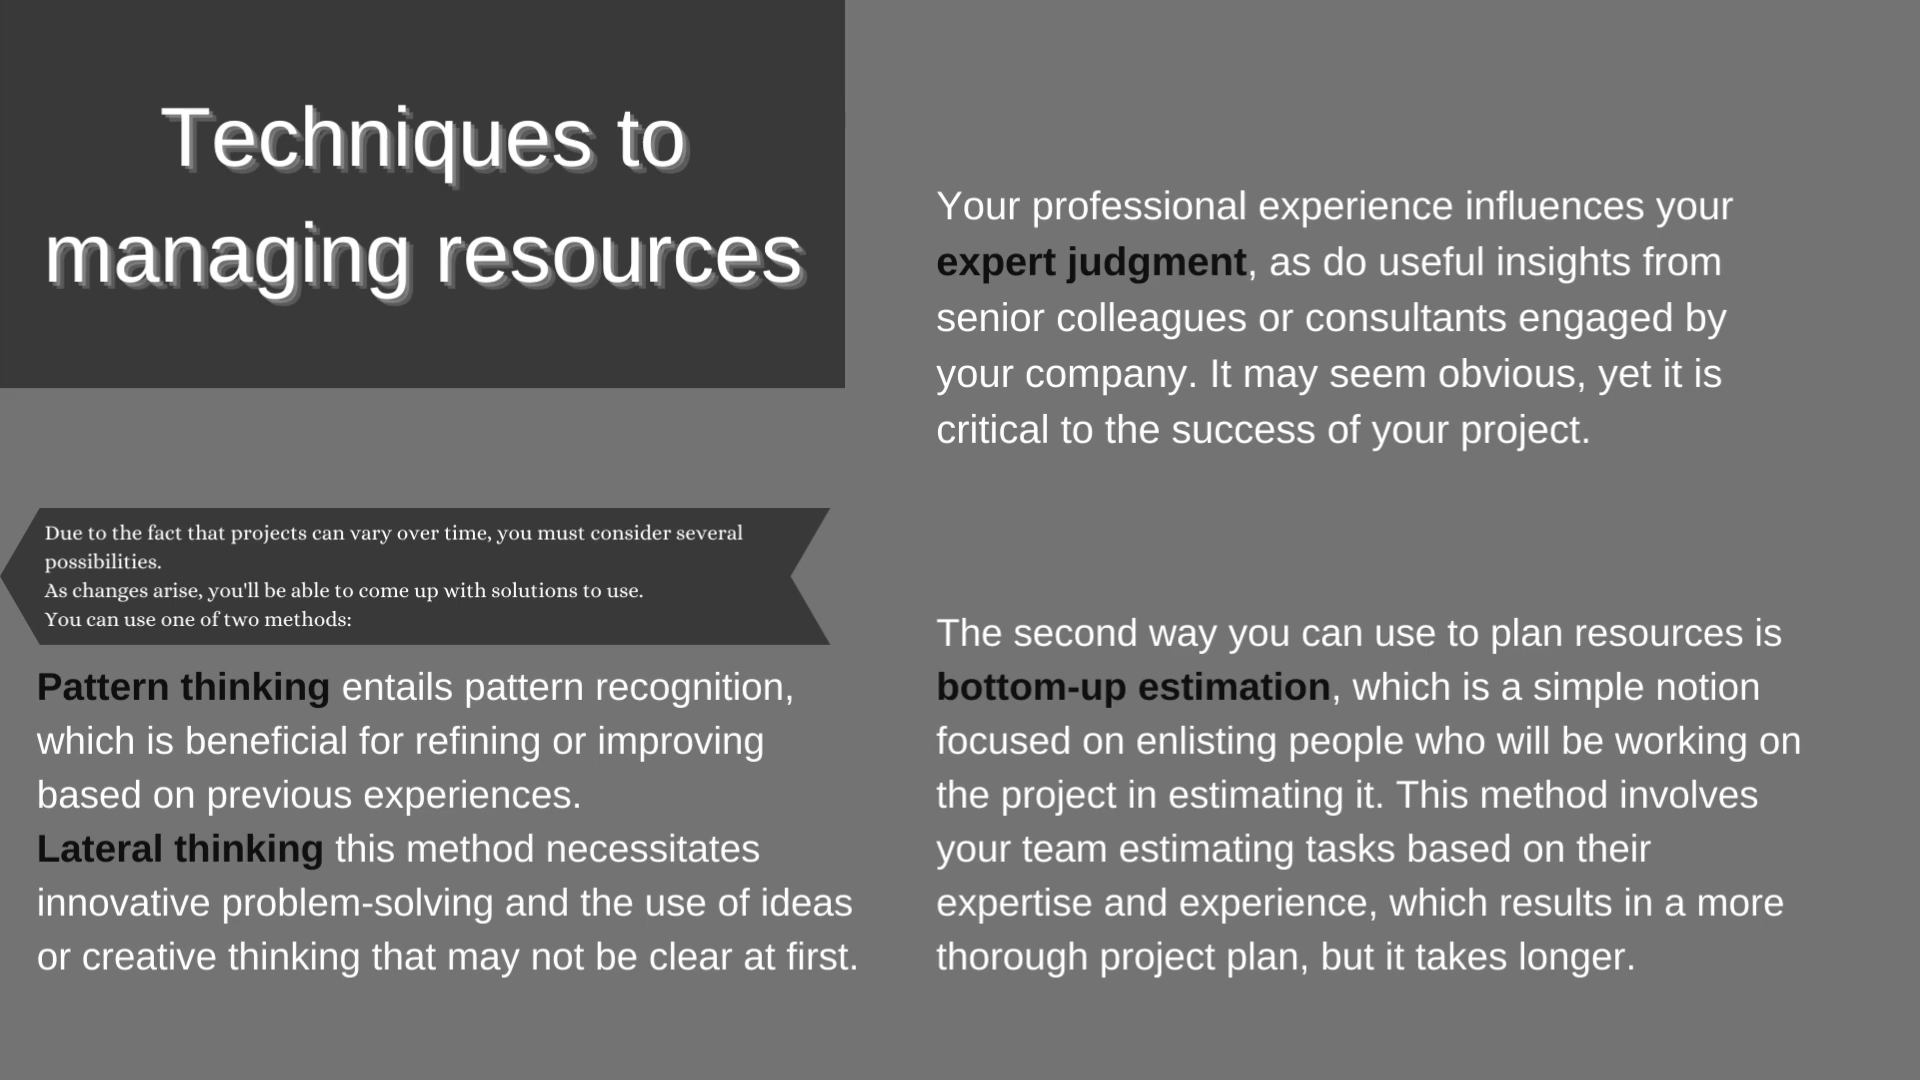 Techniques to
managing resources
Your professional experience influences your
expert judgment, as do useful insights from
senior colleagues or consultants engaged by
your company. It may seem obvious, yet it is
critical to the success of your project.
Due to the fact that projects can vary over time, you must consider several
possibilities.
As changes arise, you'll be able to come up with solutions to use.
You can use one of two methods:
Pattern thinking entails pattern recognition,
which is beneficial for refining or improving
based on previous experiences.
Lateral thinking this method necessitates
innovative problem-solving and the use of ideas
or creative thinking that may not be clear at first.
The second way you can use to plan resources is
bottom-up estimation, which is a simple notion
focused on enlisting people who will be working on
the project in estimating it. This method involves
your team estimating tasks based on their
expertise and experience, which results in a more
thorough project plan, but it takes longer.